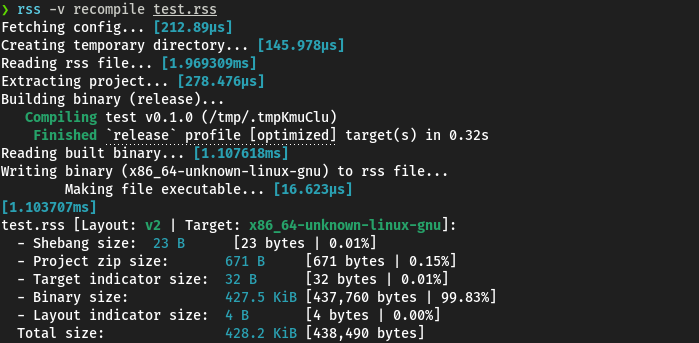 ❯ rss -v recompile test.rss
Fetching config... [212.89µs]
Creating temporary directory... [145.978µs]
Reading rss file... [1.969309ms]
Extracting project... [278.476µs]
Building binary (release)...
   Compiling test v0.1.0 (/tmp/.tmpKmuClu)
    Finished `release` profile [optimized] target(s) in 0.32s
Reading built binary... [1.107618ms]
Writing binary (x86_64-unknown-linux-gnu) to rss file...
        Making file executable... [16.623µs]
[1.103707ms]
test.rss [Layout: v2 | Target: x86_64-unknown-linux-gnu]:
  - Shebang size:  23 B      [23 bytes | 0.01%]
  - Project zip size:       671 B     [671 bytes | 0.15%]
  - Target indicator size:  32 B      [32 bytes | 0.01%]
  - Binary size:            427.5 KiB [437,760 bytes | 99.83%]
  - Layout indicator size:  4 B       [4 bytes | 0.00%]
  Total size:               428.2 KiB [438,490 bytes]